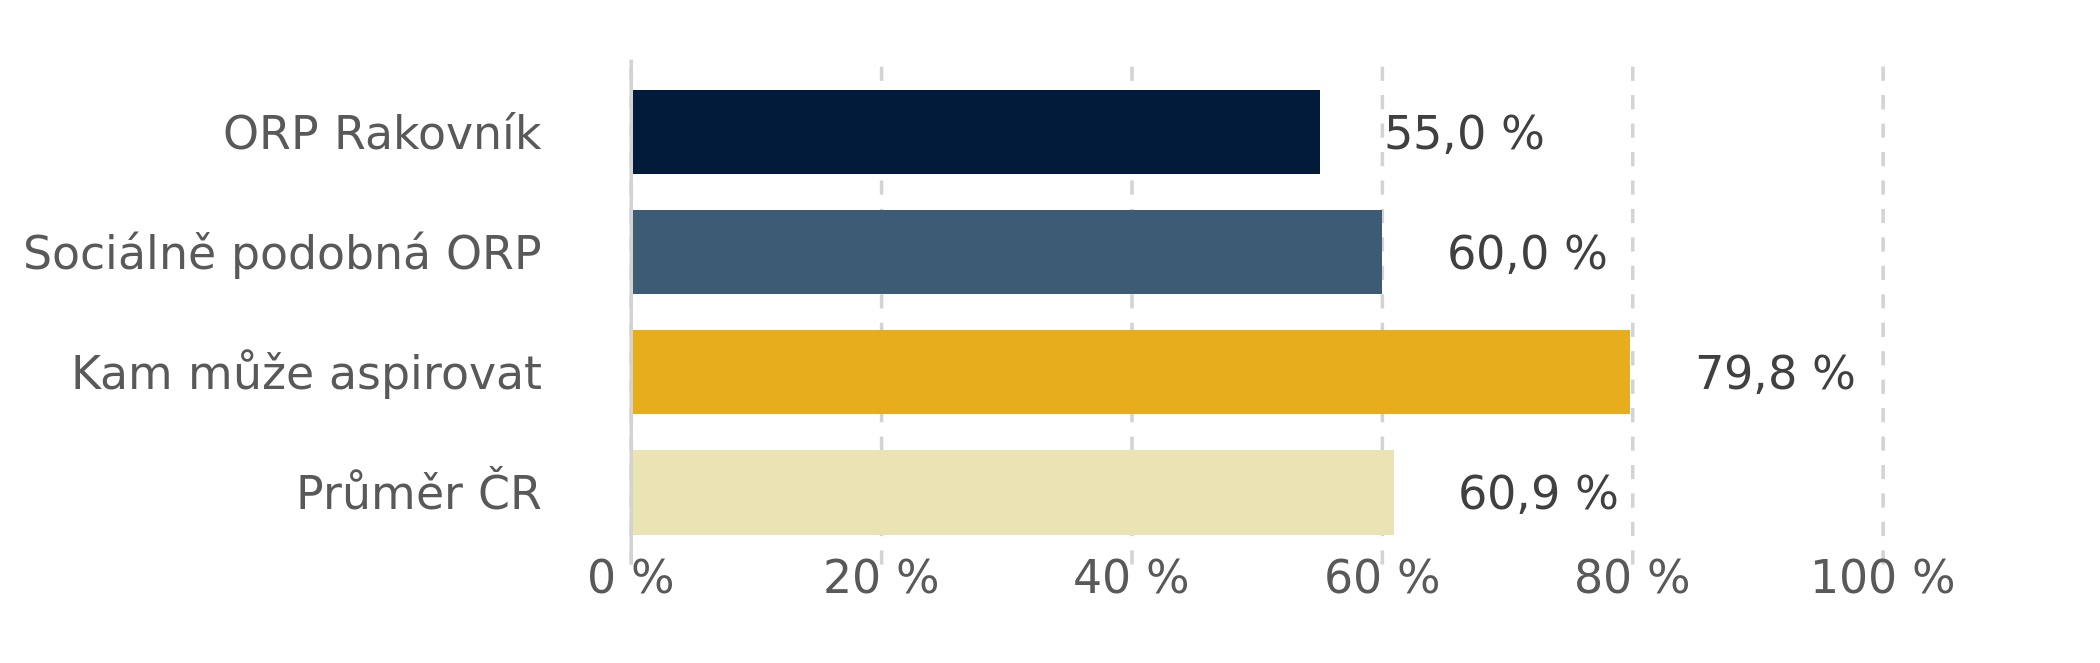 ORP Rakovník 55,0 %
Sociálně podobná ORP 60,0 %
Kam může aspirovat 79,8 %
Průměr ČR 60,9 %
0 % 20 % 40 % 60 % 80 % 100 %